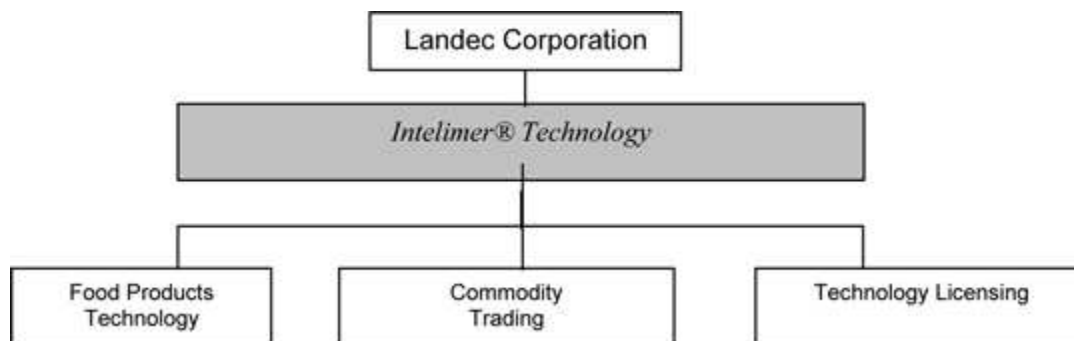 Landec Corporation
Intelimer® Technology
Food Products
Technology
Commodity
Trading
Technology Licensing